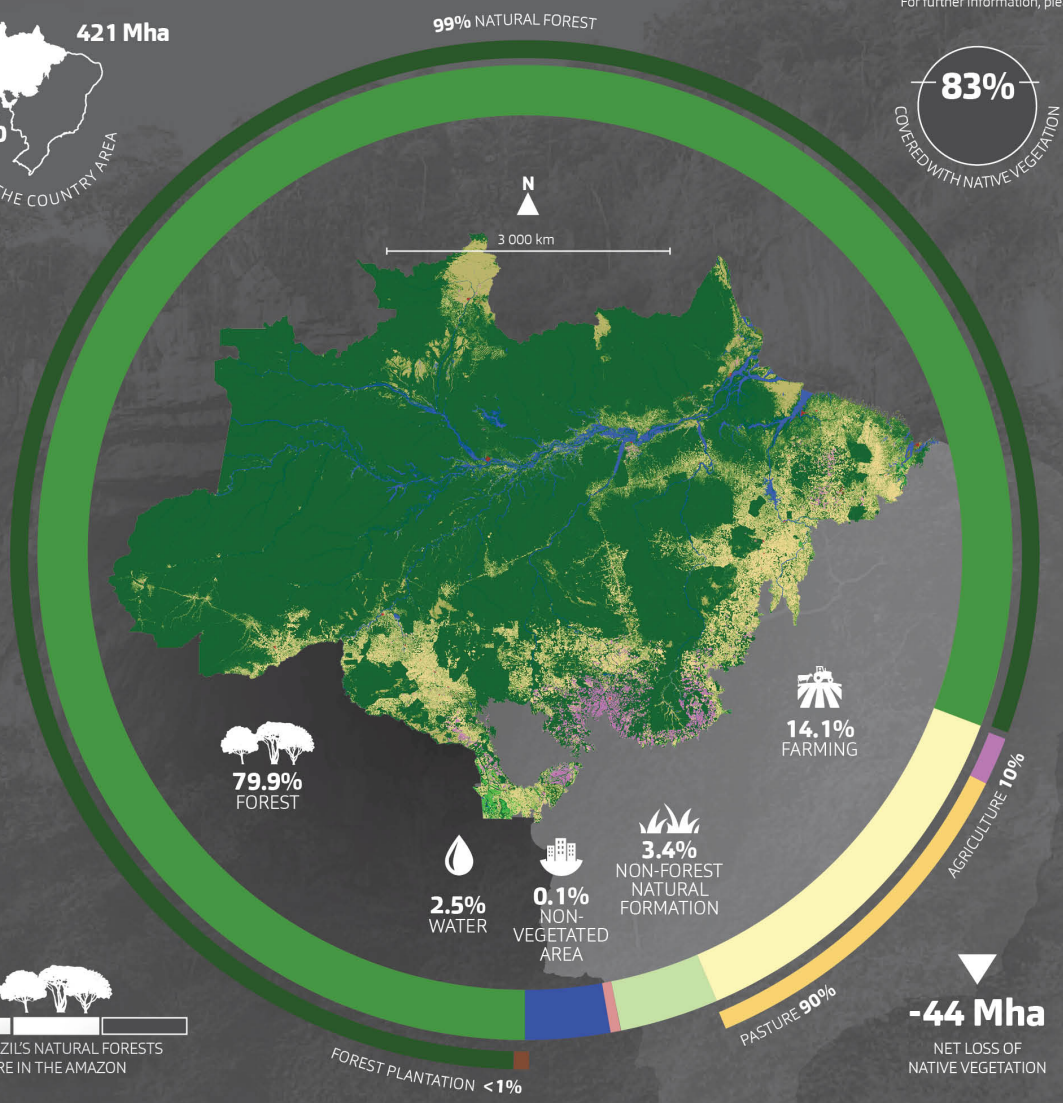 For further information, ple
421 Mha
99% NATURAL FOREST
83%
COVERED WITH NATIVE VEGETATION
HE COUNTRY AREA
N
3 000 km
14.1%
FARMING
79.9%
FOREST
3.4%
NON-FOREST
NATURAL
FORMATION
2.5%
WATER
0.1%
NON-
VEGETATED
AREA
AGRICULTURE 10%
PASTURE 90%
-44 Mha
NET LOSS OF
NATIVE VEGETATION
ZIL'S NATURAL FORESTS
RE IN THE AMAZON
FOREST PLANTATION <1%